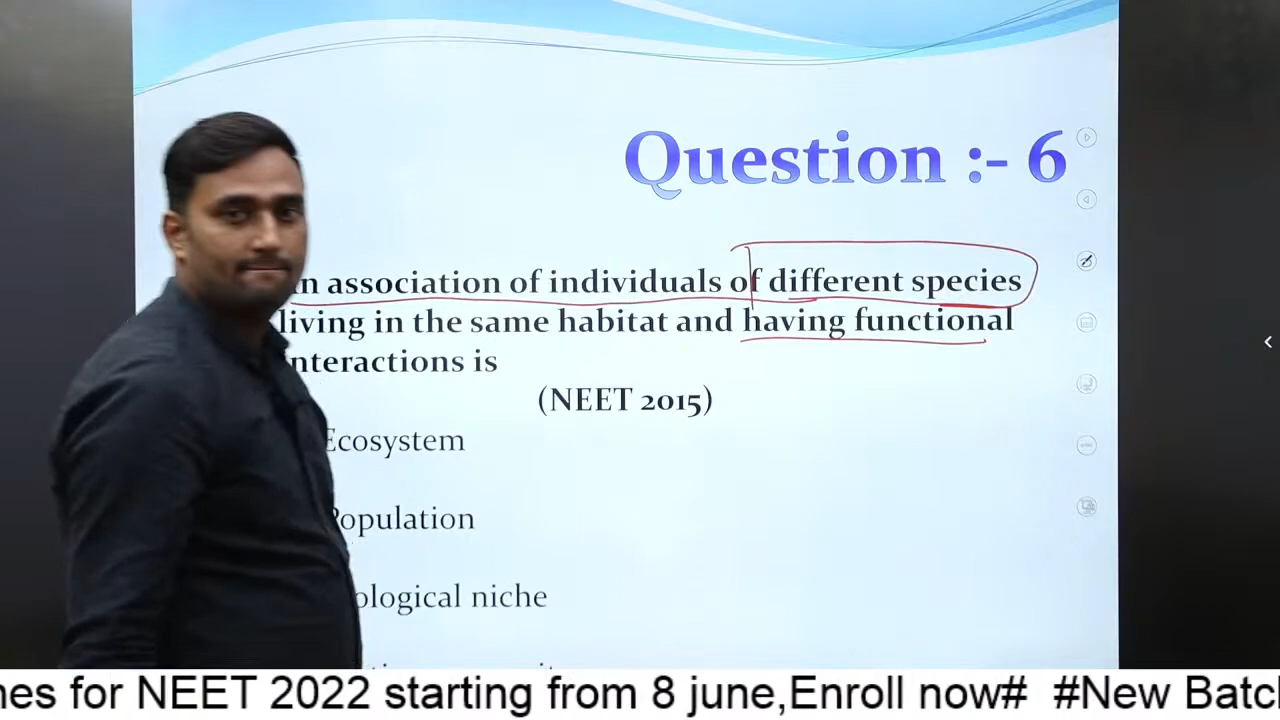 Question :- 6
n association of individuals of different species
living in the same habitat and having functional
nteractions is
(NEET 2015)
Ecosystem
Population
ological niche
nes for NEET 2022 starting from 8 june,Enroll now# #New Batc